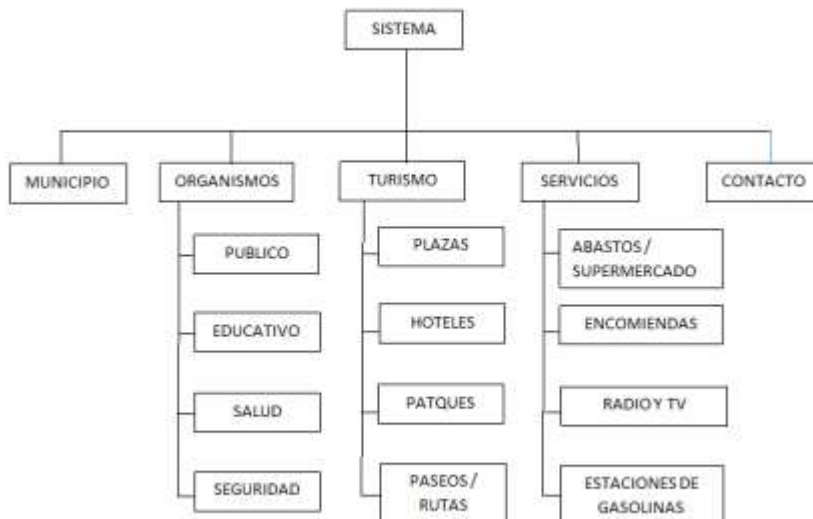 SISTEMA
MUNICIPIO
ORGANISMOS
TURISMO
SERVICIOS
CONTACTO
PUBLICO
EDUCATIVO
SALUD
SEGURIDAD
PLAZAS
HOTELES
PATQUES
PASEOS /
RUTAS
ABASTOS /
SUPERMERCADO
ENCOMIENDAS
RADIO Y TV
ESTACIONES DE
GASOLINAS